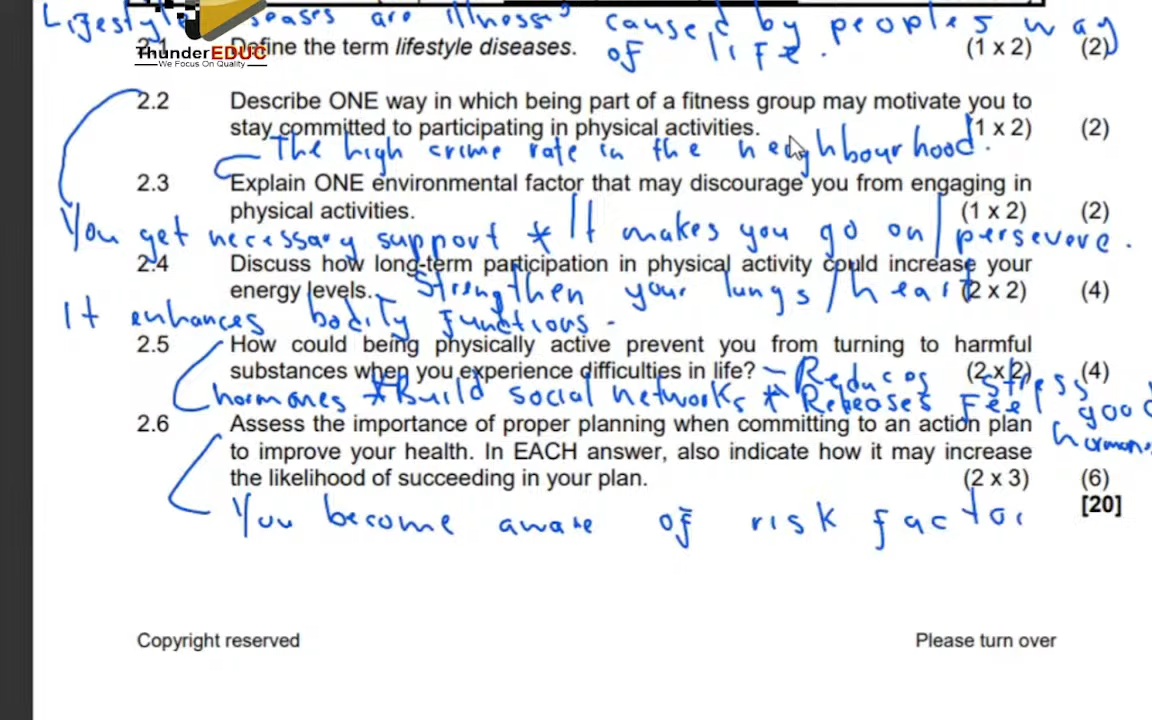 Lifestyle diseases are illness' caused by peoples way
2.1 Define the term lifestyle diseases. of life. (1 x 2) (2)
ThunderEDUC
We Focus On Quality
2.2 Describe ONE way in which being part of a fitness group may motivate you to
stay committed to participating in physical activities. (1 x 2) (2)
The high crime rate in the neighbourhood.
2.3 Explain ONE environmental factor that may discourage you from engaging in
physical activities. (1 x 2) (2)
You get necessary support * It makes you go on/persevere.
2.4 Discuss how long-term participation in physical activity could increase your
energy levels. - Strengthen your lungs/heart (2 x 2) (4)
It enhances bodily functions.
2.5 How could being physically active prevent you from turning to harmful
substances when you experience difficulties in life? - Reduces stress (2 x 2) (4)
hormones * Build social networks * Releases Feel good
hormon
2.6 Assess the importance of proper planning when committing to an action plan
to improve your health. In EACH answer, also indicate how it may increase
the likelihood of succeeding in your plan. (2 x 3) (6)
[20]
You become aware of risk factor
Copyright reserved Please turn over